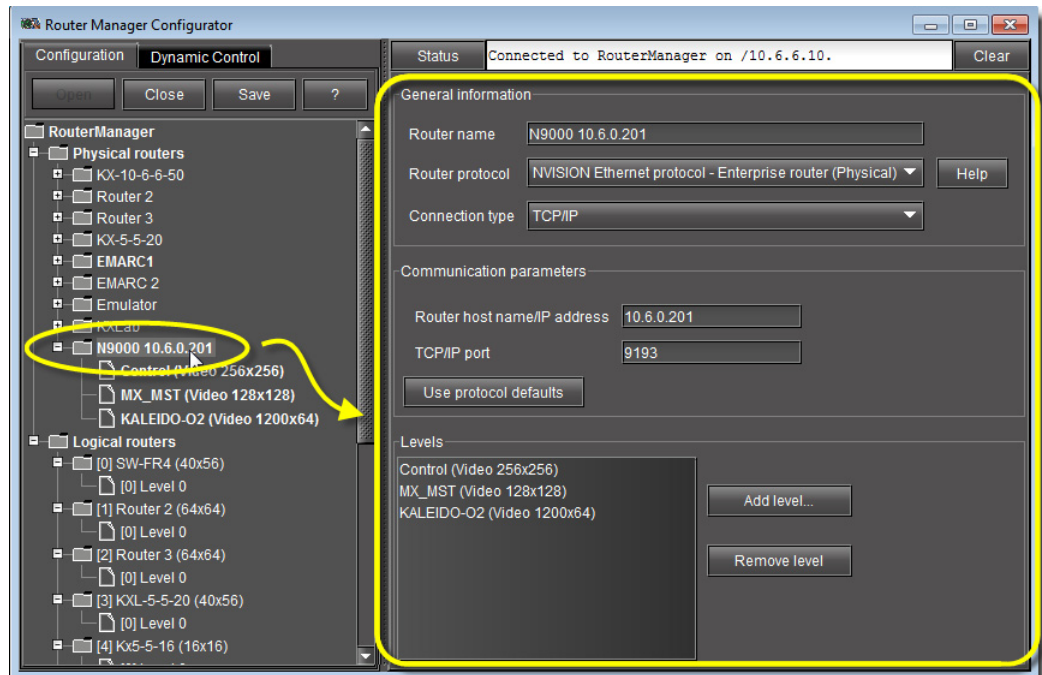 Router Manager Configurator
Configuration Dynamic Control
Open Close Save ?
RouterManager
Physical routers
KX-10-6-6-50
Router 2
Router 3
KX-5-5-20
EMARC1
EMARC 2
Emulator
KXLab
N9000 10.6.0.201
Control (Video 256x256)
MX_MST (Video 128x128)
KALEIDO-O2 (Video 1200x64)
Logical routers
[0] SW-FR4 (40x56)
[0] Level 0
[1] Router 2 (64x64)
[0] Level 0
[2] Router 3 (64x64)
[0] Level 0
[3] KXL-5-5-20 (40x56)
[0] Level 0
[4] Kx5-5-16 (16x16)
Status Connected to RouterManager on /10.6.6.10. Clear
General information
Router name N9000 10.6.0.201
Router protocol NVISION Ethernet protocol - Enterprise router (Physical) Help
Connection type TCP/IP
Communication parameters
Router host name/IP address 10.6.0.201
TCP/IP port 9193
Use protocol defaults
Levels
Control (Video 256x256)
MX_MST (Video 128x128)
KALEIDO-O2 (Video 1200x64)
Add level...
Remove level